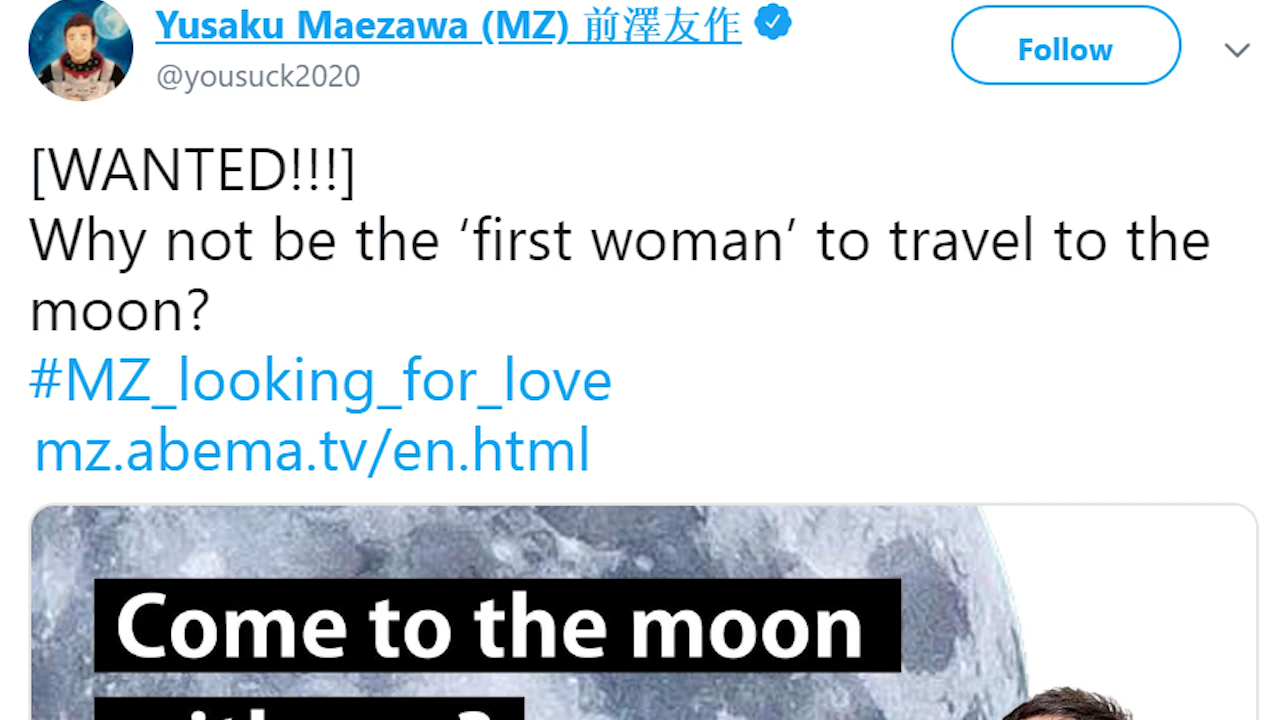 Yusaku Maezawa (MZ) 前澤友作
@yousuck2020
Follow
[WANTED!!!]
Why not be the ‘first woman’ to travel to the
moon?
#MZ_looking_for_love
mz.abema.tv/en.html
Come to the moon